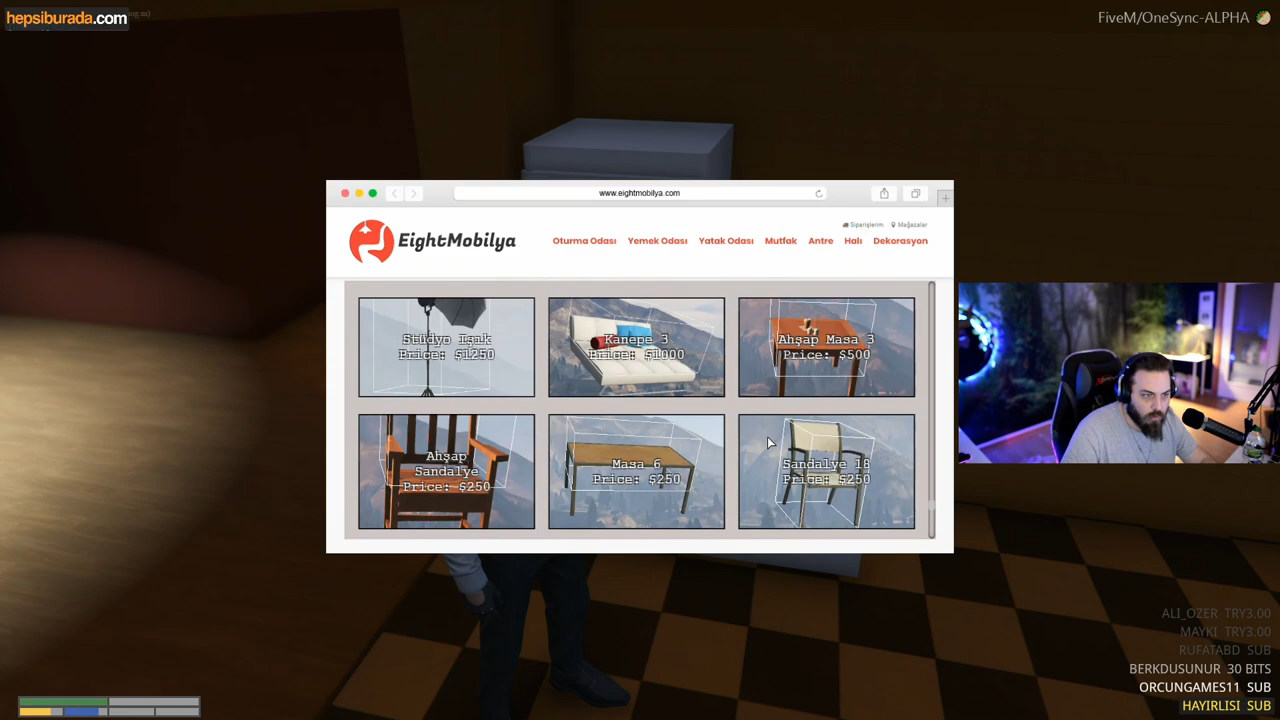 hepsiburada.com
FiveM/OneSync-ALPHA
www.eightmobilya.com
EightMobilya
Siparişlerim Mağazalar
Oturma Odası Yemek Odası Yatak Odası Mutfak Antre Halı Dekorasyon
Stüdyo Işık
Price: $1250
Kanepe 3
Price: $1000
Ahşap Masa 3
Price: $500
Ahşap
Sandalye
Price: $250
Masa 6
Price: $250
Sandalye 18
Price: $250
ALI_OZER TRY3.00
MAYKI TRY3.00
RUFATABD SUB
BERKDUSUNUR 30 BITS
ORCUNGAMES11 SUB
HAYIRLISI SUB